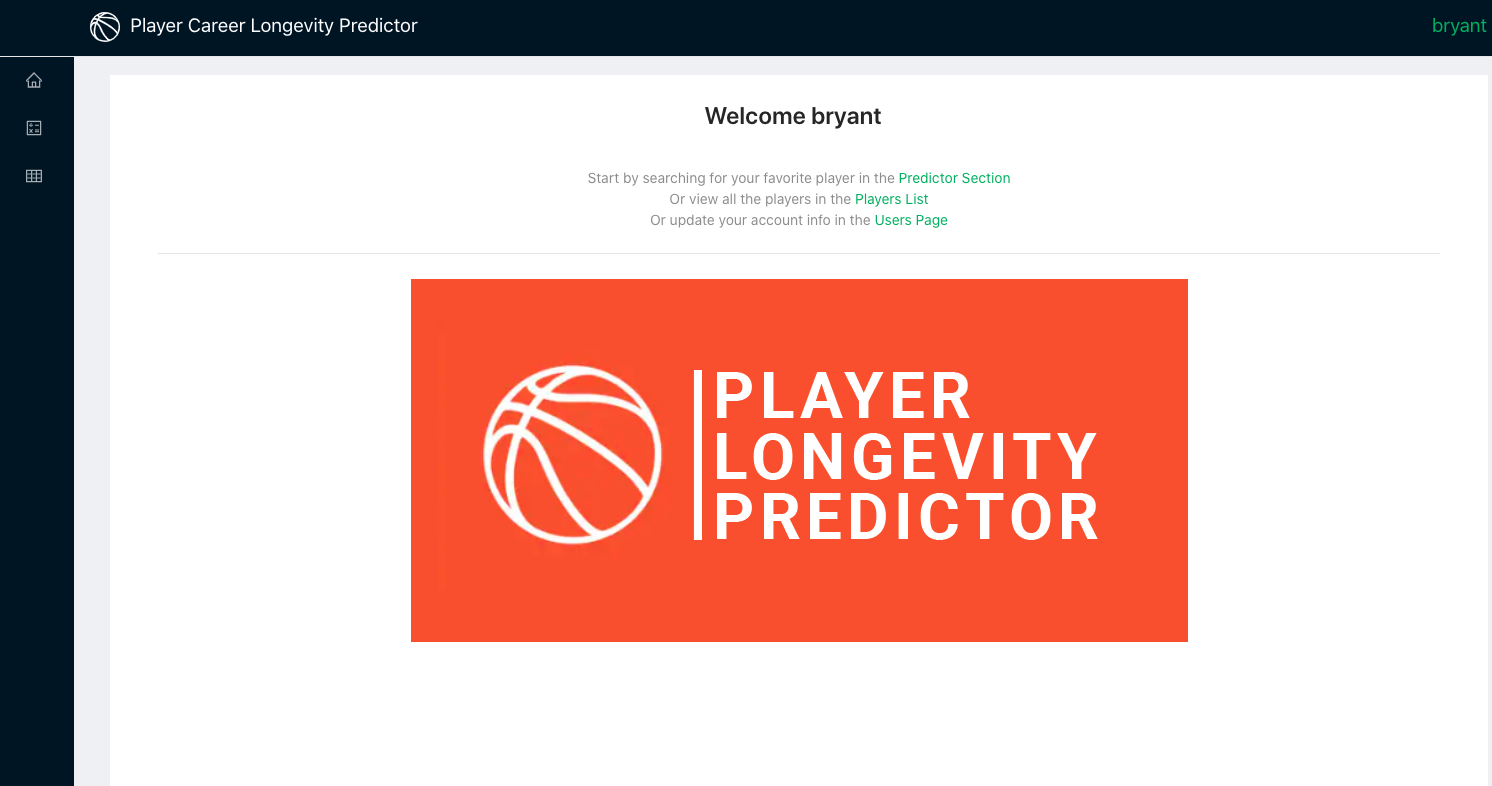 Player Career Longevity Predictor
bryant
Welcome bryant
Start by searching for your favorite player in the Predictor Section
Or view all the players in the Players List
Or update your account info in the Users Page
PLAYER
LONGEVITY
PREDICTOR